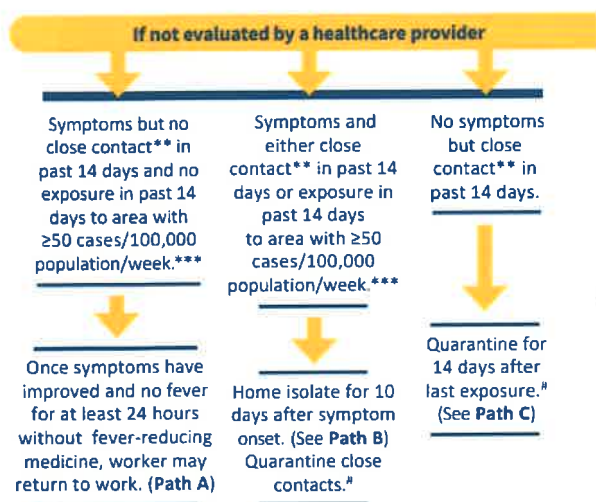 If not evaluated by a healthcare provider
Symptoms but no
close contact** in
past 14 days and no
exposure in past 14
days to area with
≥50 cases/100,000
population/week.***
Once symptoms have
improved and no fever
for at least 24 hours
without fever-reducing
medicine, worker may
return to work. (Path A)
Symptoms and
either close
contact** in past 14
days or exposure in
past 14 days
to area with ≥50
cases/100,000
population/week.***
Home isolate for 10
days after symptom
onset. (See Path B)
Quarantine close
contacts.#
No symptoms
but close
contact** in
past 14 days.
Quarantine for
14 days after
last exposure.#
(See Path C)